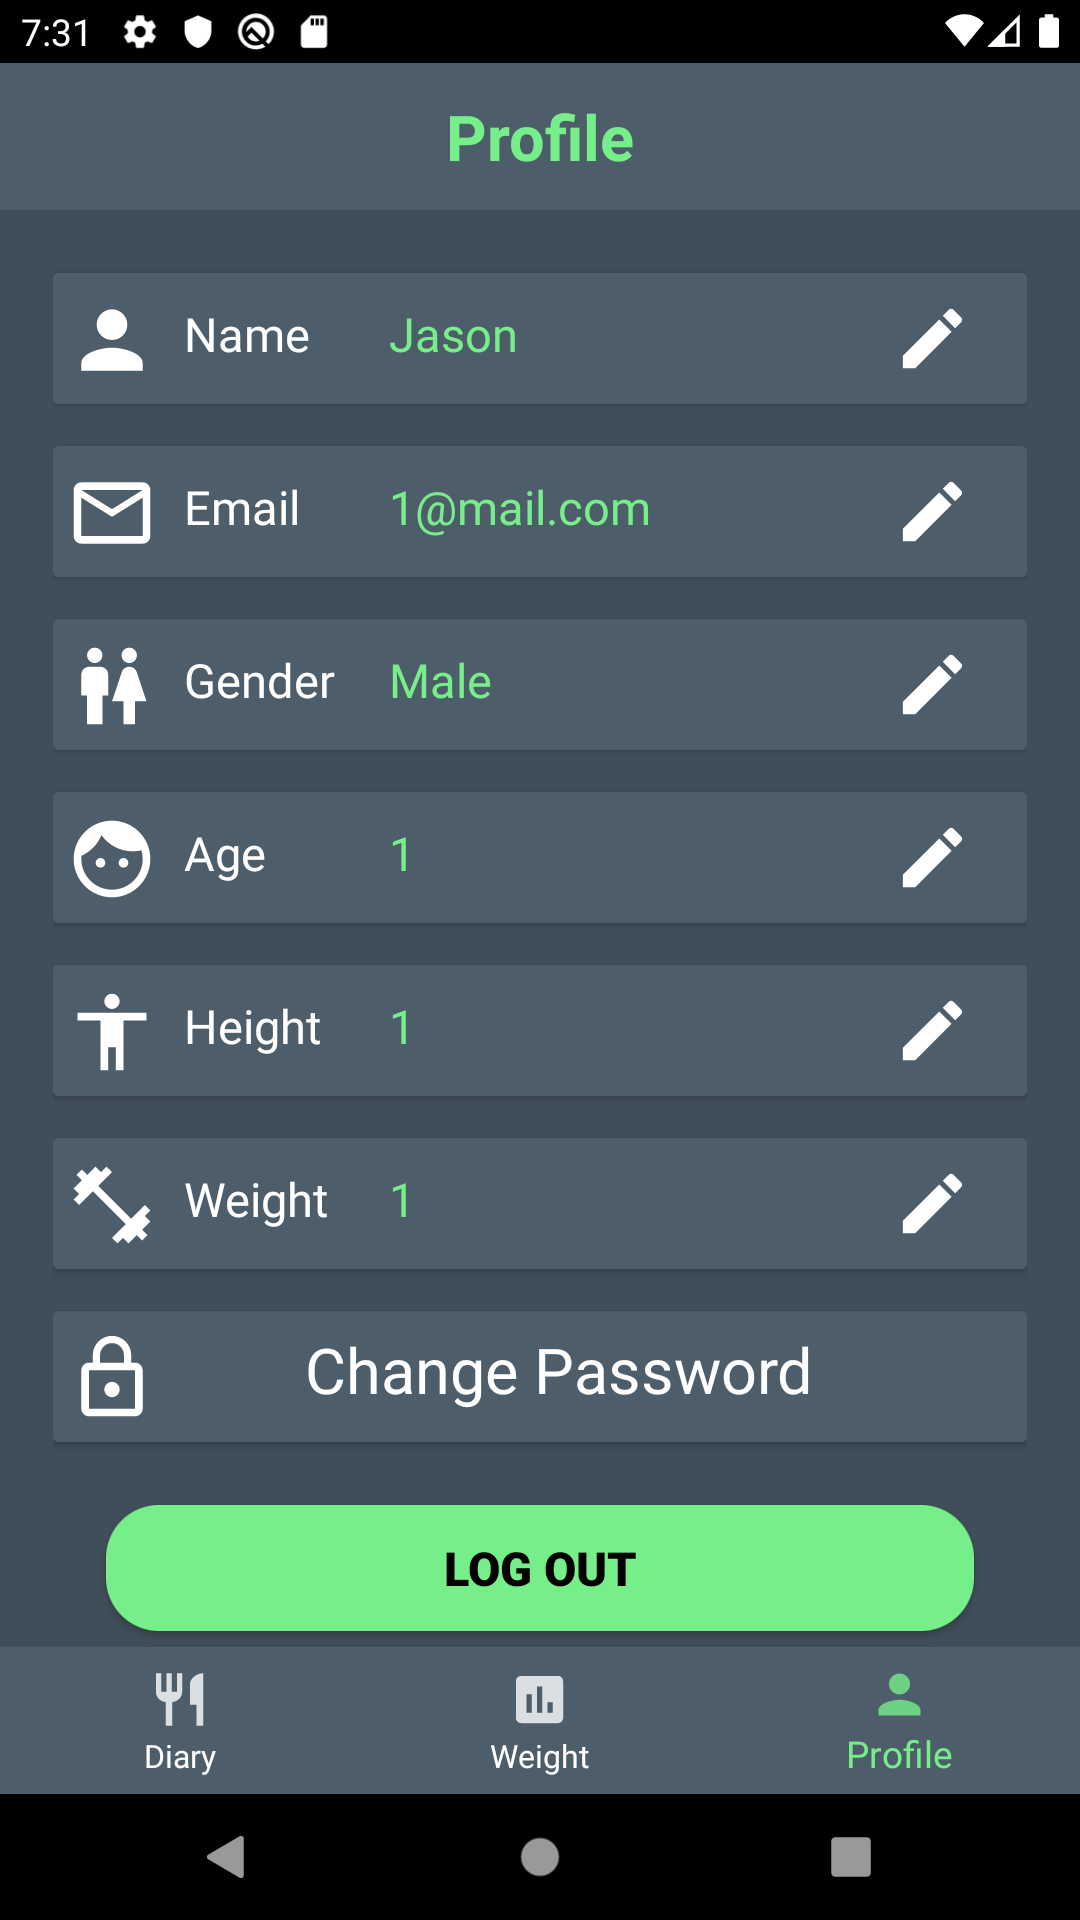 7:31
Profile
Name Jason
Email 1@mail.com
Gender Male
Age 1
Height 1
Weight 1
Change Password
LOG OUT
Diary Weight Profile